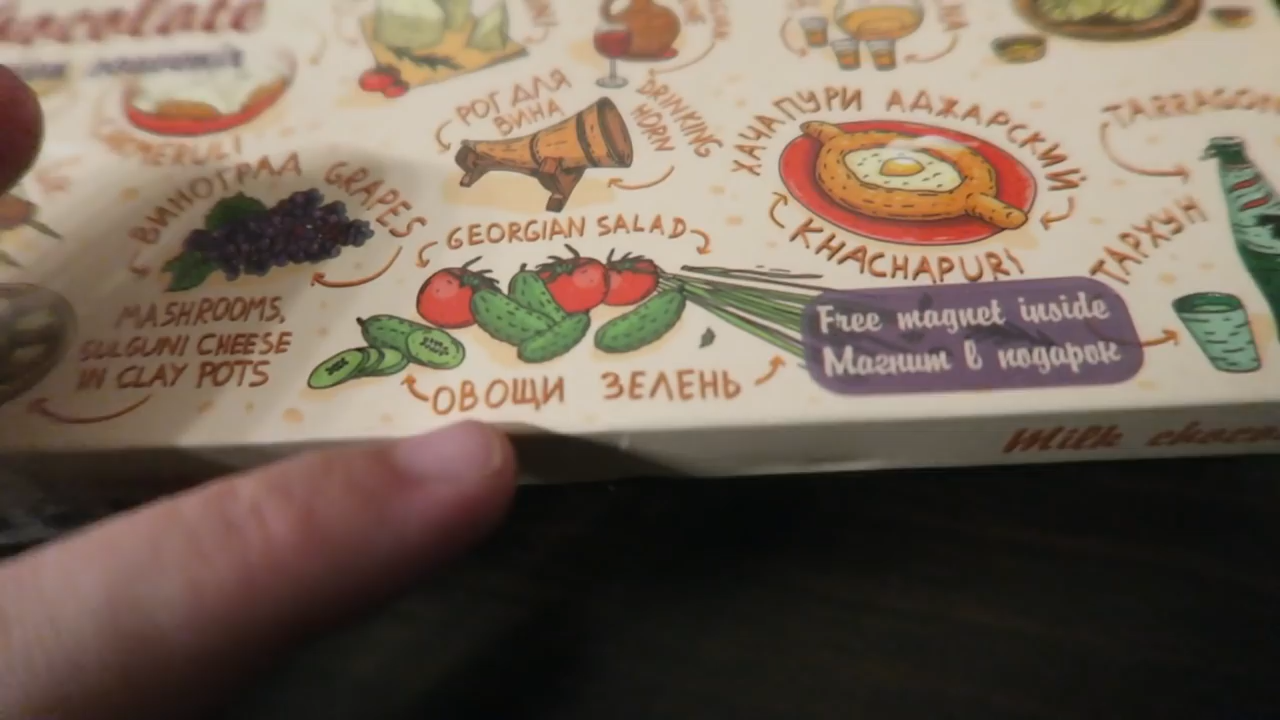 chocolate
РОГ ДЛЯ
ВИНА
DRINKING
HORN
ХАЧАПУРИ АДЖАРСКИЙ
KHACHAPURI
TARRAGON
ТАРХУН
ВИНОГРАД
GRAPES
GEORGIAN SALAD
MASHROOMS,
SULGUNI CHEESE
IN CLAY POTS
ОВОЩИ ЗЕЛЕНЬ
Free magnet inside
Магнит в подарок
Milk